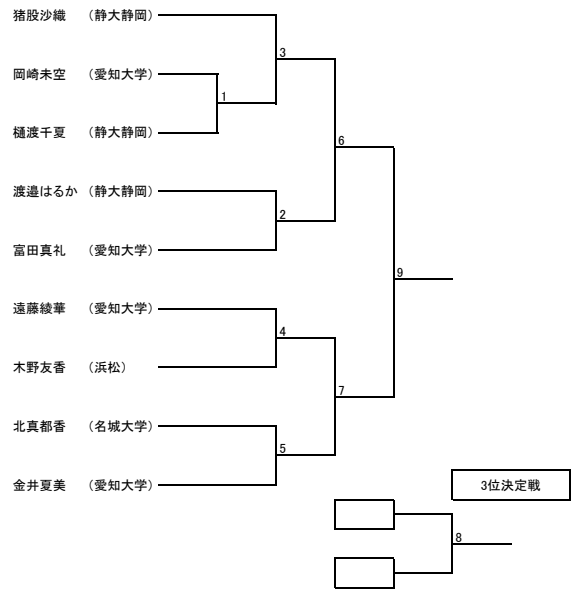 猪股沙織 （静大静岡）
3
岡崎未空 （愛知大学）
1
樋渡千夏 （静大静岡）
6
渡邉はるか （静大静岡）
2
富田真礼 （愛知大学）
9
遠藤綾華 （愛知大学）
4
木野友香 （浜松）
7
北真都香 （名城大学）
5
金井夏美 （愛知大学）
3位決定戦
8